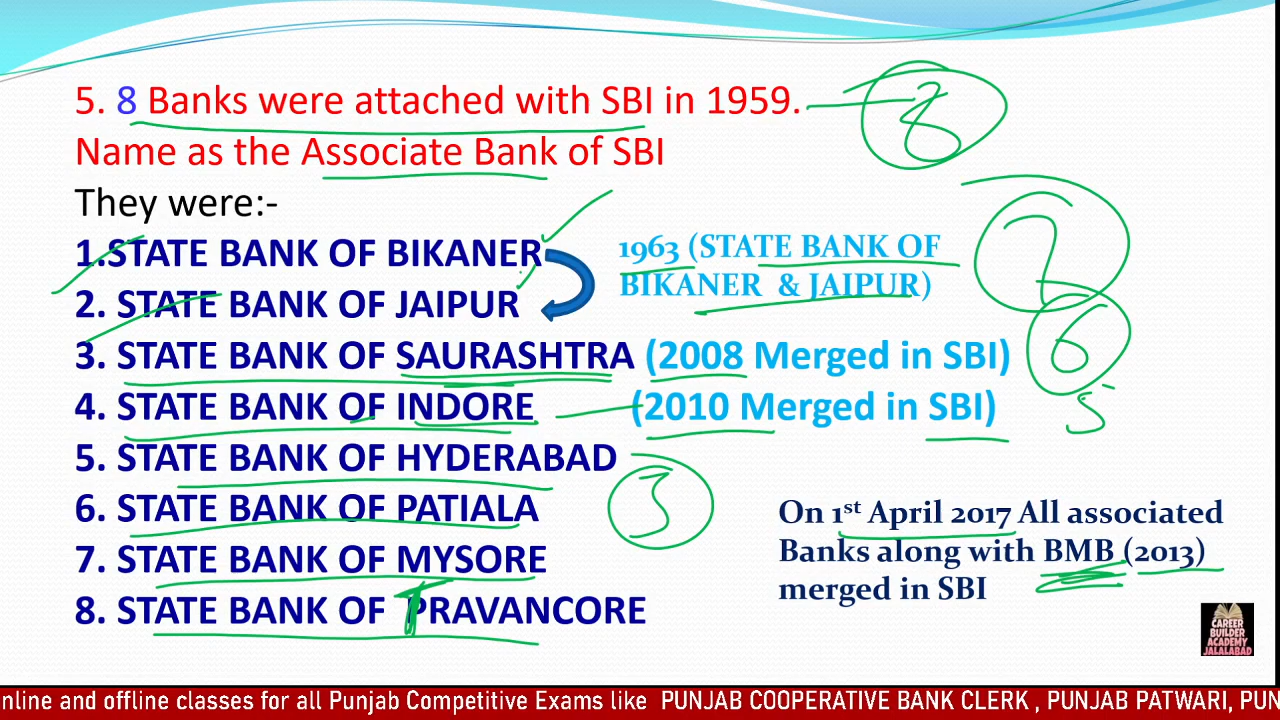 5. 8 Banks were attached with SBI in 1959.
8
Name as the Associate Bank of SBI
They were:-
1.STATE BANK OF BIKANER
2. STATE BANK OF JAIPUR
1963 (STATE BANK OF
BIKANER & JAIPUR)
7
3. STATE BANK OF SAURASHTRA (2008 Merged in SBI)
6
4. STATE BANK OF INDORE (2010 Merged in SBI)
5
5. STATE BANK OF HYDERABAD
6. STATE BANK OF PATIALA
3
7. STATE BANK OF MYSORE
8. STATE BANK OF TRAVANCORE
On 1st April 2017 All associated
Banks along with BMB (2013)
merged in SBI
CAREER
BUILDER
ACADEMY
JALALABAD
nline and offline classes for all Punjab Competitive Exams like PUNJAB COOPERATIVE BANK CLERK , PUNJAB PATWARI, PUN